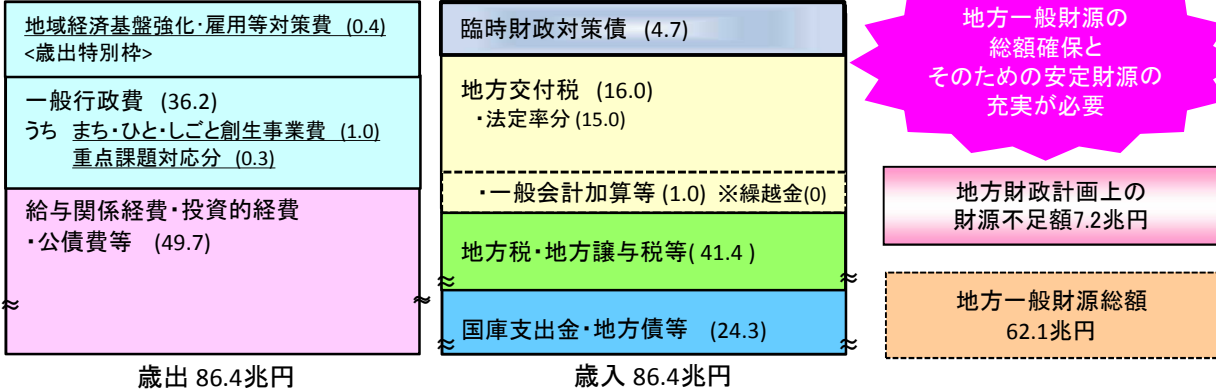 地域経済基盤強化･雇用等対策費 (0.4)
<歳出特別枠>
一般行政費 (36.2)
うち まち･ひと･しごと創生事業費 (1.0)
重点課題対応分 (0.3)
給与関係経費･投資的経費
･公債費等 (49.7)
歳出 86.4兆円
臨時財政対策債 (4.7)
地方交付税 (16.0)
･法定率分(15.0)
･一般会計加算等(1.0) ※繰越金(0)
地方税･地方譲与税等( 41.4 )
国庫支出金･地方債等 (24.3)
歳入 86.4兆円
地方一般財源の
総額確保と
そのための安定財源の
充実が必要
地方財政計画上の
財源不足額7.2兆円
地方一般財源総額
62.1兆円